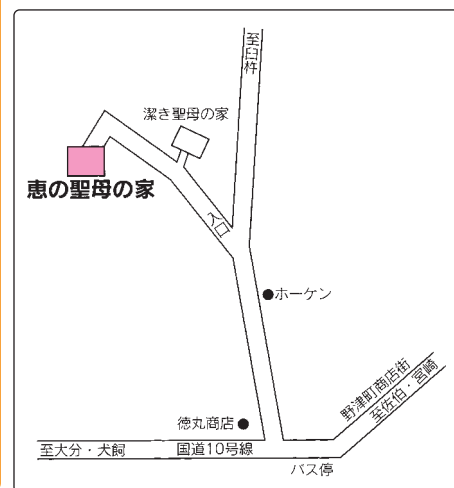 至臼杵
潔き聖母の家
恵の聖母の家
入口
ホーケン
野津町商店街
至佐伯・宮崎
徳丸商店
至大分・犬飼
国道10号線
バス停